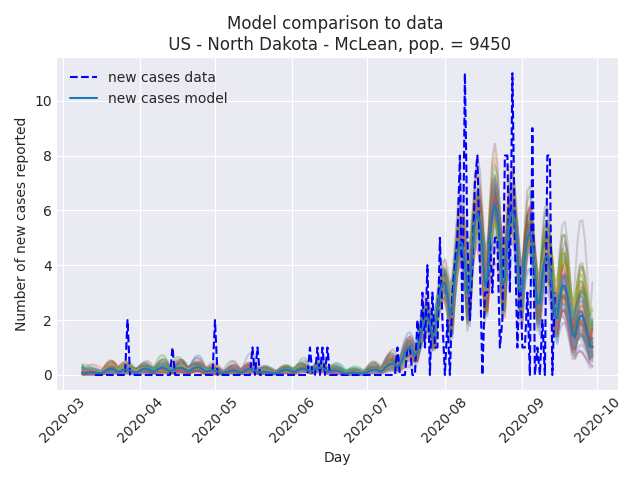 Model comparison to data
US - North Dakota - McLean, pop. = 9450
new cases data
new cases model
Number of new cases reported
10
8
6
4
2
0
2020-03
2020-04
2020-05
2020-06
2020-07
2020-08
2020-09
2020-10
Day